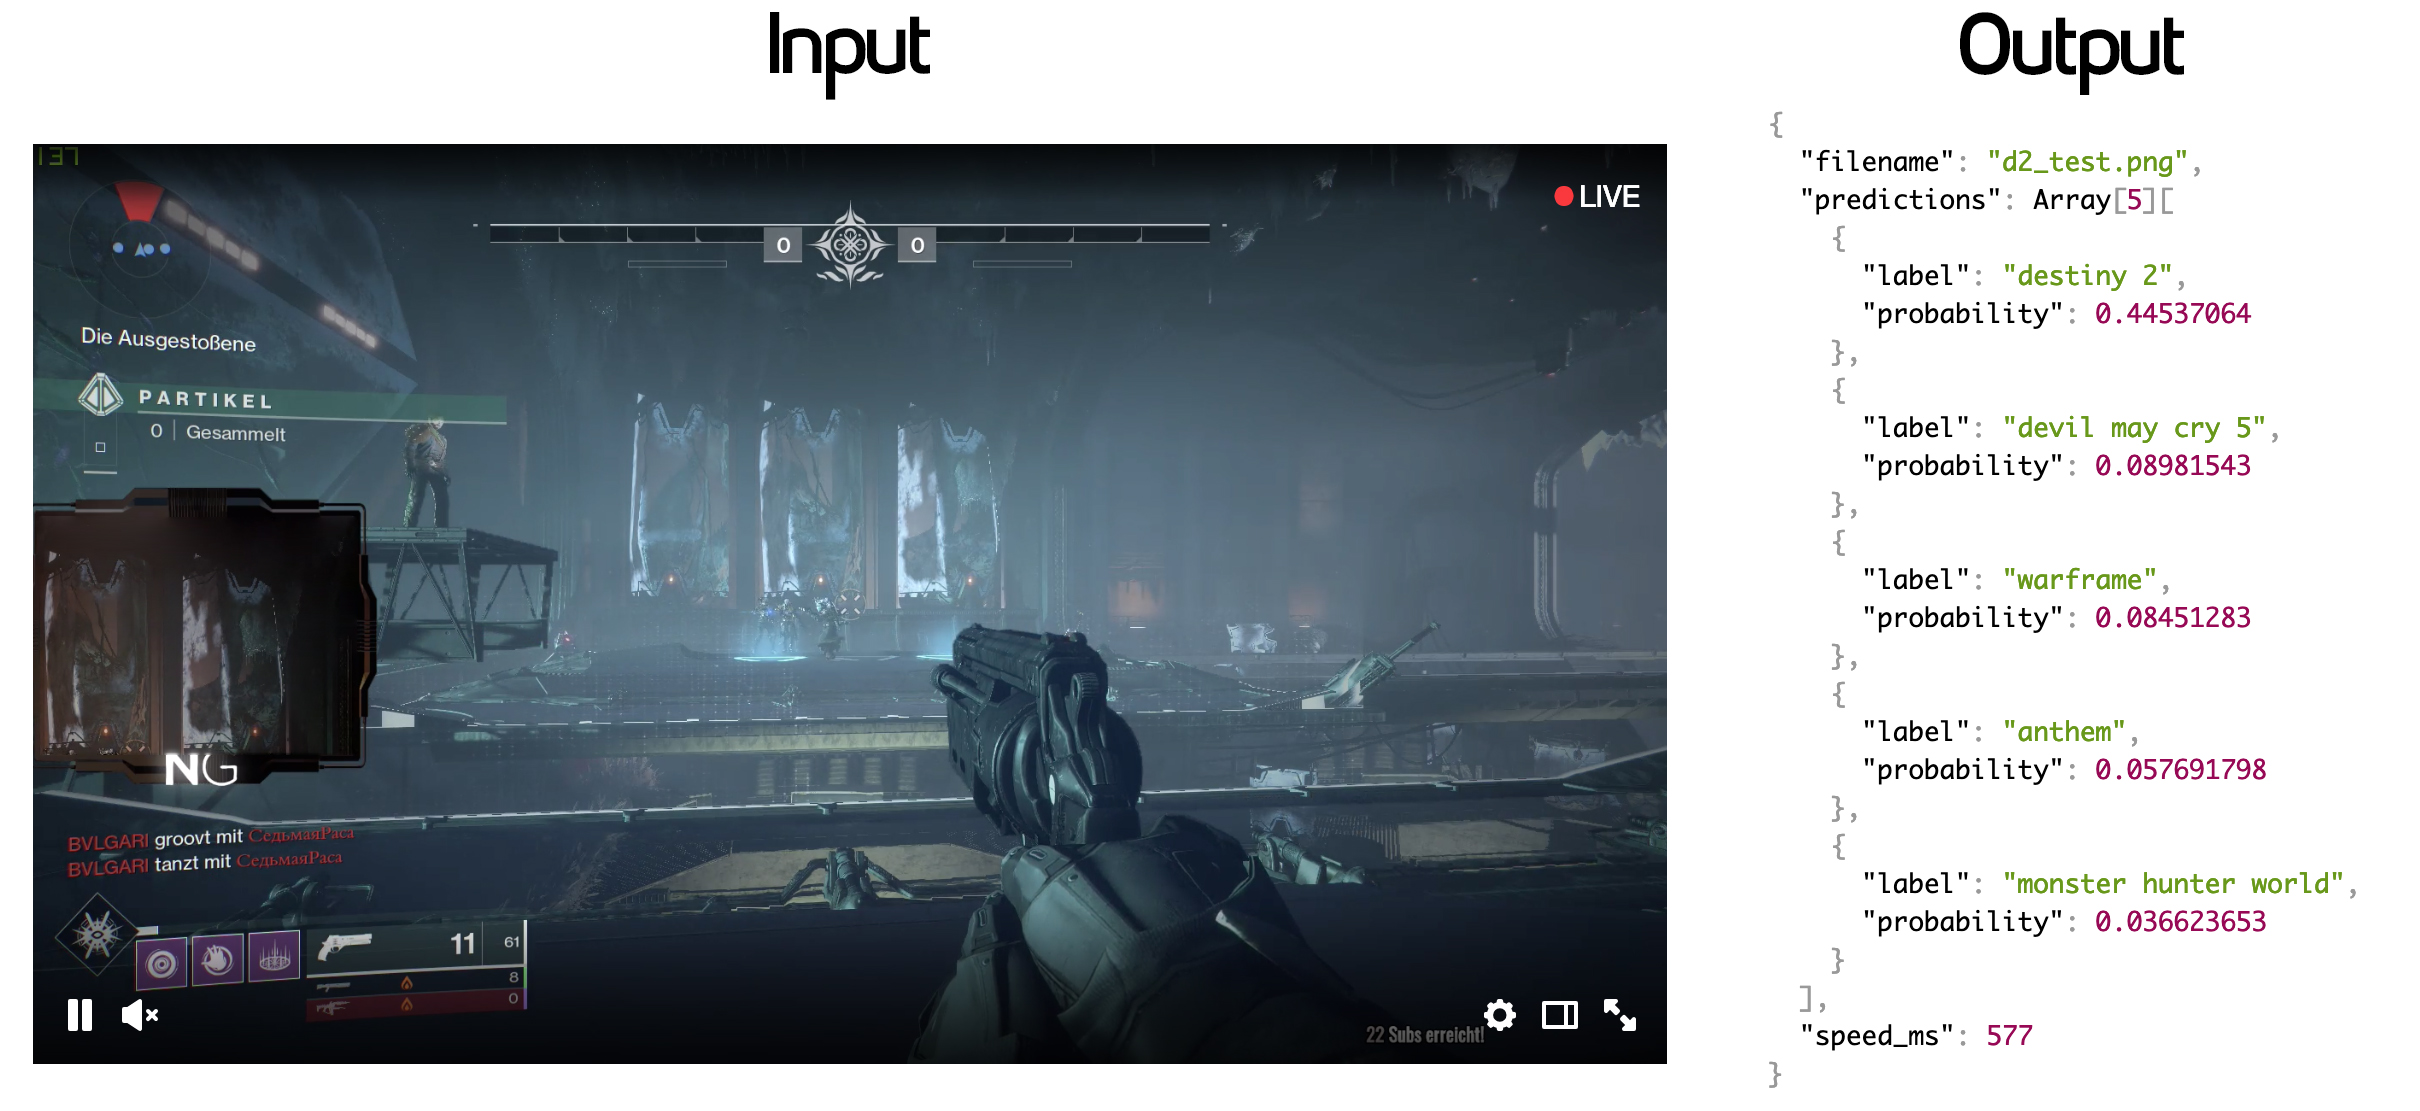 Input
Output
137
LIVE
0 0
Die Ausgestoßene
PARTIKEL
0 | Gesammelt
NG
BVLGARI groovt mit СедьмаяРаса
BVLGARI tanzt mit СедьмаяРаса
11 61
8
0
22 Subs erreicht!
{
"filename": "d2_test.png",
"predictions": Array[5][
{
"label": "destiny 2",
"probability": 0.44537064
},
{
"label": "devil may cry 5",
"probability": 0.08981543
},
{
"label": "warframe",
"probability": 0.08451283
},
{
"label": "anthem",
"probability": 0.057691798
},
{
"label": "monster hunter world",
"probability": 0.036623653
}
],
"speed_ms": 577
}